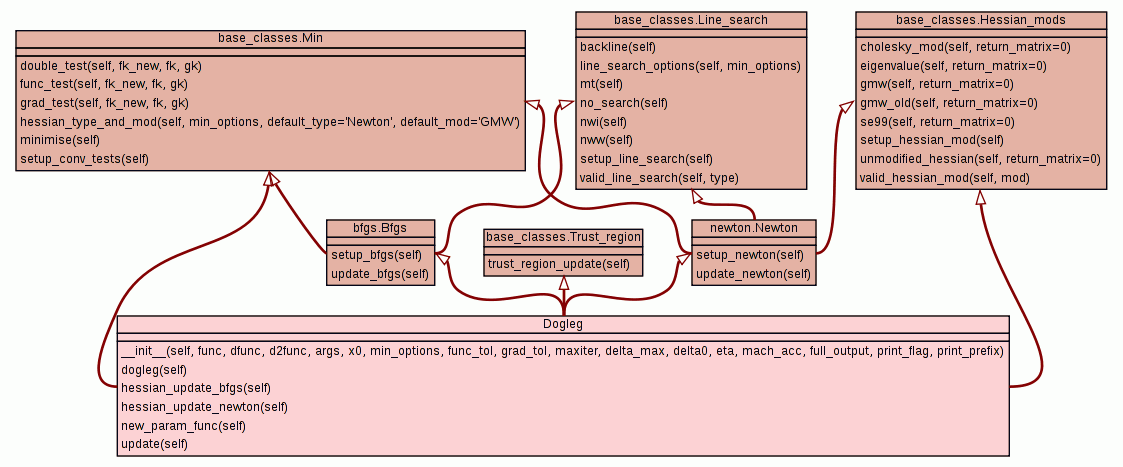 base_classes.Min
double_test(self, fk_new, fk, gk)
func_test(self, fk_new, fk, gk)
grad_test(self, fk_new, fk, gk)
hessian_type_and_mod(self, min_options, default_type='Newton', default_mod='GMW')
minimise(self)
setup_conv_tests(self)
base_classes.Line_search
backline(self)
line_search_options(self, min_options)
mt(self)
no_search(self)
nwi(self)
nww(self)
setup_line_search(self)
valid_line_search(self, type)
base_classes.Hessian_mods
cholesky_mod(self, return_matrix=0)
eigenvalue(self, return_matrix=0)
gmw(self, return_matrix=0)
gmw_old(self, return_matrix=0)
se99(self, return_matrix=0)
setup_hessian_mod(self)
unmodified_hessian(self, return_matrix=0)
valid_hessian_mod(self, mod)
bfgs.Bfgs
setup_bfgs(self)
update_bfgs(self)
base_classes.Trust_region
trust_region_update(self)
newton.Newton
setup_newton(self)
update_newton(self)
Dogleg
__init__(self, func, dfunc, d2func, args, x0, min_options, func_tol, grad_tol, maxiter, delta_max, delta0, eta, mach_acc, full_output, print_flag, print_prefix)
dogleg(self)
hessian_update_bfgs(self)
hessian_update_newton(self)
new_param_func(self)
update(self)